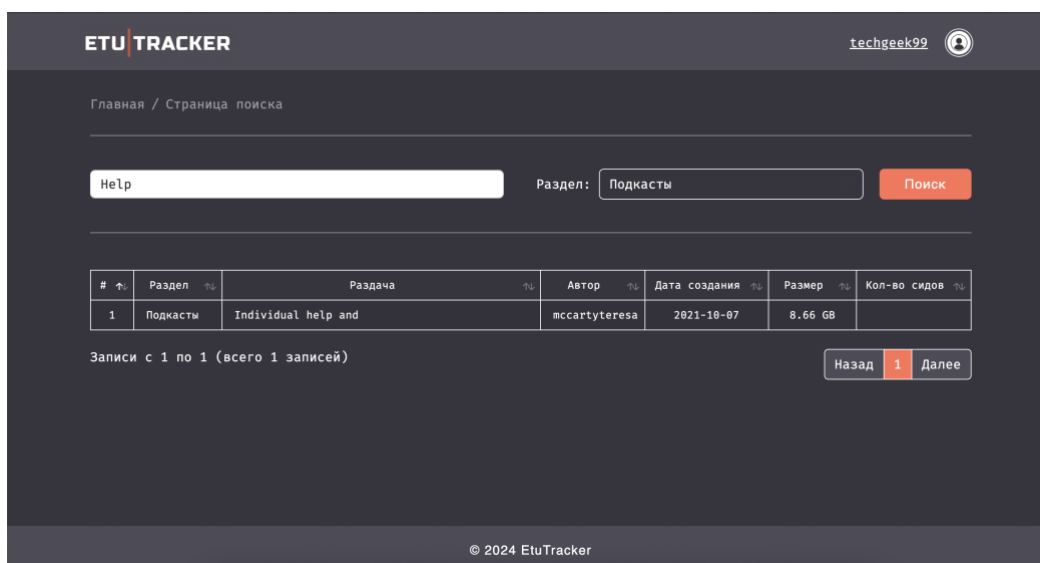 ETU TRACKER techgeek99
Главная / Страница поиска
Help Раздел: Подкасты Поиск
# Раздел Раздача Автор Дата создания Размер Кол-во сидов
1 Подкасты Individual help and mccartyteresa 2021-10-07 8.66 GB
Записи с 1 по 1 (всего 1 записей) Назад 1 Далее
© 2024 EtuTracker